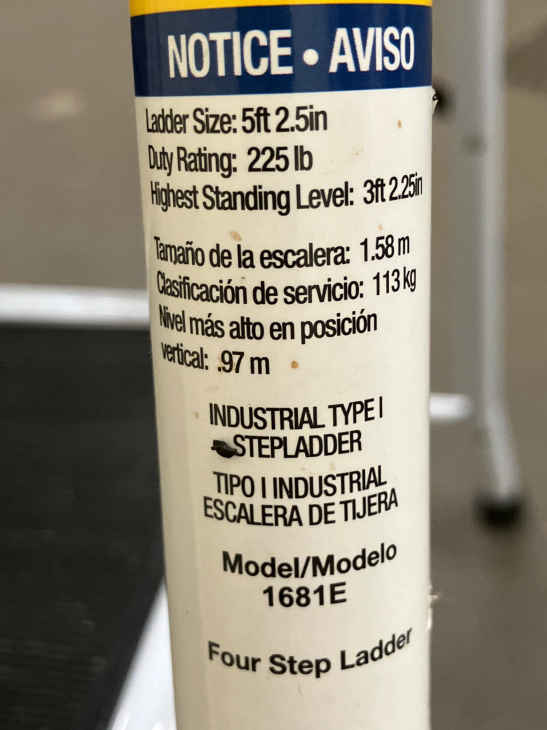 NOTICE • AVISO
Ladder Size: 5ft 2.5in
Duty Rating: 225 lb
Highest Standing Level: 3ft 2.25in
Tamaño de la escalera: 1.58 m
Clasificación de servicio: 113 kg
Nivel más alto en posición
vertical: .97 m
INDUSTRIAL TYPE I
STEPLADDER
TIPO I INDUSTRIAL
ESCALERA DE TIJERA
Model/Modelo
1681E
Four Step Ladder